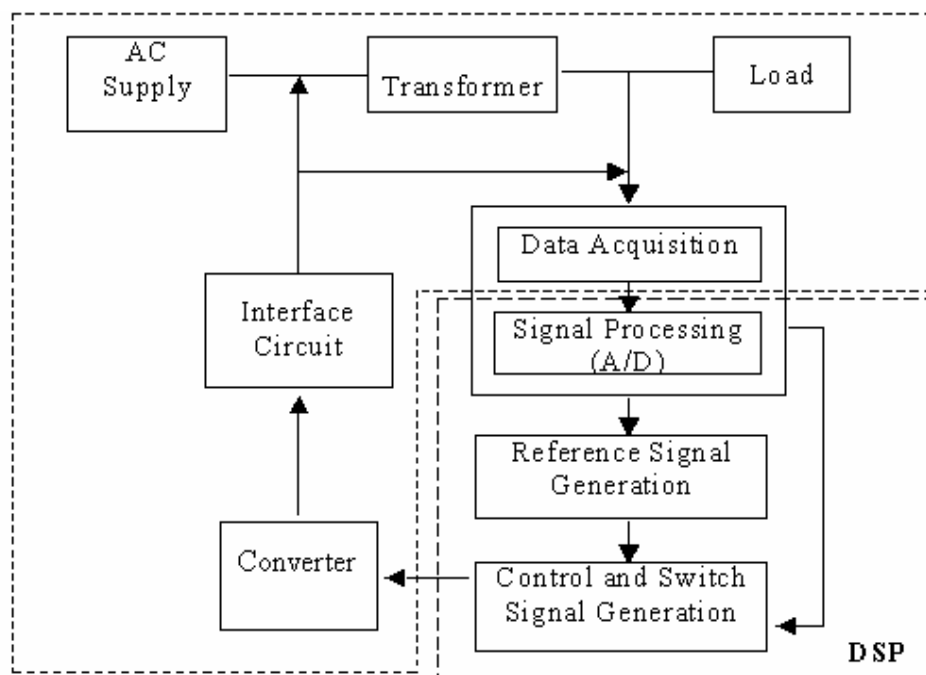 AC
Supply
Transformer
Load
Data Acquisition
Interface
Circuit
Signal Processing
(A/D)
Reference Signal
Generation
Converter
Control and Switch
Signal Generation
DSP